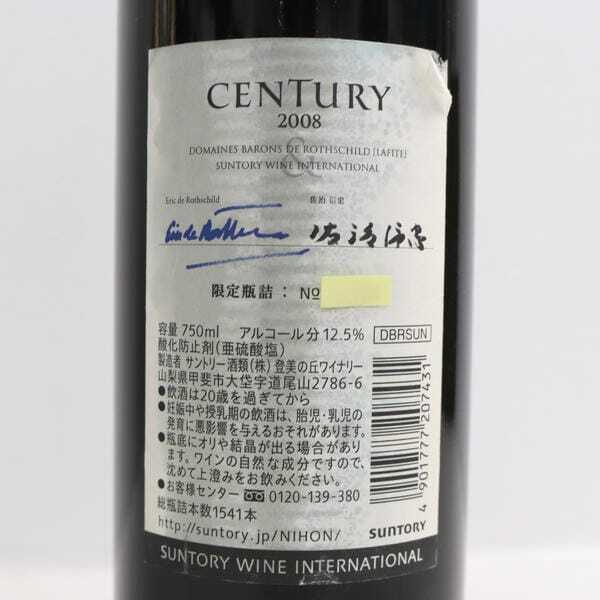 CENTURY
2008
&
DOMAINES BARONS DE ROTHSCHILD [LAFITE]
SUNTORY WINE INTERNATIONAL
Eric de Rothschild 佐治 信忠
限定瓶詰： No
容量 750ml アルコール分 12.5% DBRSUN
酸化防止剤（亜硫酸塩）
製造者 サントリー酒類（株）登美の丘ワイナリー
山梨県甲斐市大垈字道尾山2786-6
●飲酒は20歳を過ぎてから
●妊娠中や授乳期の飲酒は、胎児・乳児の
発育に悪影響を与えるおそれがあります。
●瓶底にオリや結晶が出る場合があり
ます。ワインの自然な成分ですので、
沈めて上澄みをお飲みください。
●お客様センター 0120-139-380
総瓶詰本数1541本
http://suntory.jp/NIHON/ SUNTORY
4 901777 207431
SUNTORY WINE INTERNATIONAL